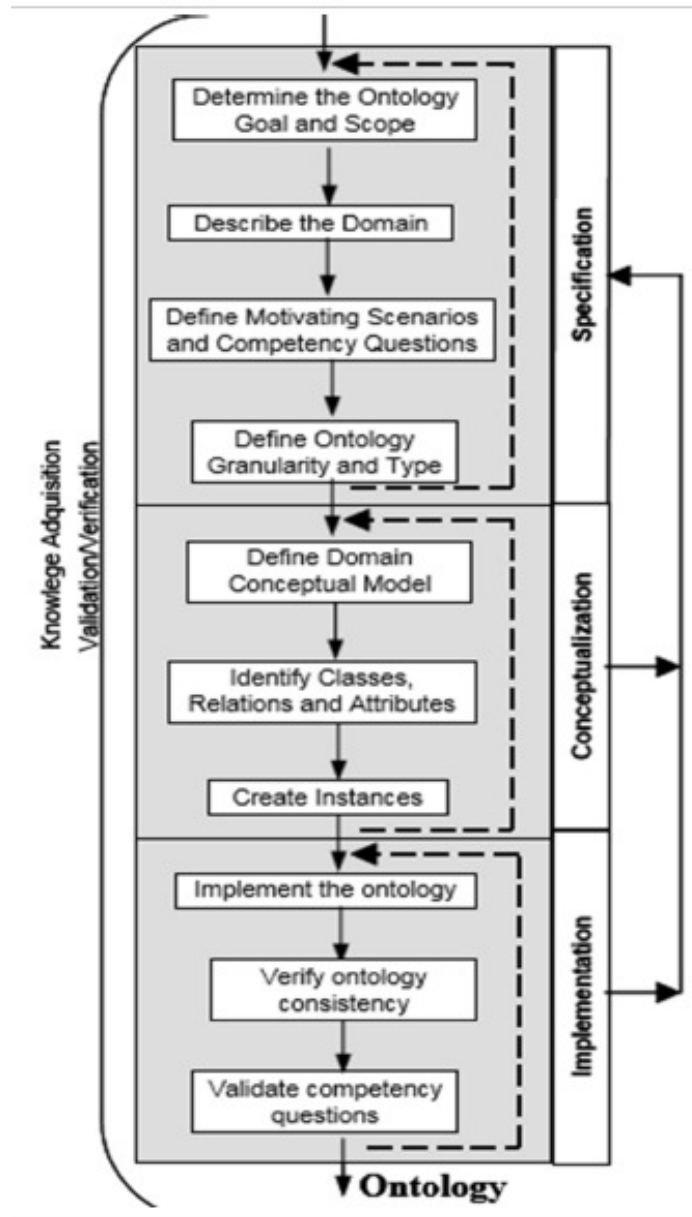 Determine the Ontology
Goal and Scope
Describe the Domain
Define Motivating Scenarios
and Competency Questions
Define Ontology
Granularity and Type
Specification
Knowlege Adquisition
Validation/Verification
Define Domain
Conceptual Model
Identify Classes,
Relations and Attributes
Create Instances
Conceptualization
Implement the ontology
Verify ontology
consistency
Validate competency
questions
Implementation
Ontology